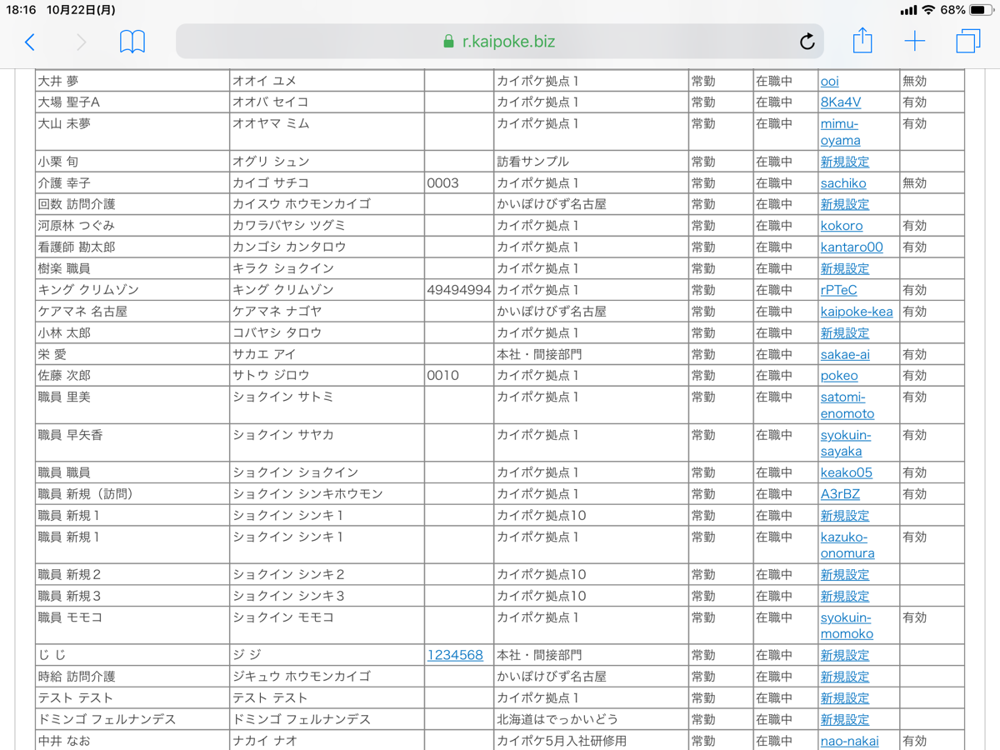 18:16 10月22日(月)
68%
r.kaipoke.biz
大井 夢 オオイ ユメ カイポケ拠点1 常勤 在職中 ooi 無効
大場 聖子A オオバ セイコ カイポケ拠点1 常勤 在職中 8Ka4V 有効
大山 未夢 オオヤマ ミム カイポケ拠点1 常勤 在職中 mimu- 有効
oyama
小栗 旬 オグリ シュン 訪看サンプル 常勤 在職中 新規設定
介護 幸子 カイゴ サチコ 0003 カイポケ拠点1 常勤 在職中 sachiko 無効
回数 訪問介護 カイスウ ホウモンカイゴ かいぽけびず名古屋 常勤 在職中 新規設定
河原林 つぐみ カワラバヤシ ツグミ カイポケ拠点1 常勤 在職中 kokoro 有効
看護師 勘太郎 カンゴシ カンタロウ カイポケ拠点1 常勤 在職中 kantaro00 有効
樹楽 職員 キラク ショクイン カイポケ拠点1 常勤 在職中 新規設定
キング クリムゾン キング クリムゾン 49494994 カイポケ拠点1 常勤 在職中 rPTeC 有効
ケアマネ 名古屋 ケアマネ ナゴヤ かいぽけびず名古屋 常勤 在職中 kaipoke-kea 有効
小林 太郎 コバヤシ タロウ カイポケ拠点1 常勤 在職中 新規設定
栄 愛 サカエ アイ 本社・間接部門 常勤 在職中 sakae-ai 有効
佐藤 次郎 サトウ ジロウ 0010 カイポケ拠点1 常勤 在職中 pokeo 有効
職員 里美 ショクイン サトミ カイポケ拠点1 常勤 在職中 satomi- 有効
enomoto
職員 早矢香 ショクイン サヤカ カイポケ拠点1 常勤 在職中 syokuin- 有効
sayaka
職員 職員 ショクイン ショクイン カイポケ拠点1 常勤 在職中 keako05 有効
職員 新規（訪問） ショクイン シンキホウモン カイポケ拠点1 常勤 在職中 A3rBZ 有効
職員 新規１ ショクイン シンキ１ カイポケ拠点10 常勤 在職中 新規設定
職員 新規１ ショクイン シンキ１ カイポケ拠点1 常勤 在職中 kazuko- 有効
onomura
職員 新規２ ショクイン シンキ２ カイポケ拠点10 常勤 在職中 新規設定
職員 新規３ ショクイン シンキ３ カイポケ拠点10 常勤 在職中 新規設定
職員 モモコ ショクイン モモコ カイポケ拠点1 常勤 在職中 syokuin- 有効
momoko
じ じ ジ ジ 1234568 本社・間接部門 常勤 在職中 新規設定
時給 訪問介護 ジキュウ ホウモンカイゴ かいぽけびず名古屋 常勤 在職中 新規設定
テスト テスト テスト テスト カイポケ拠点1 常勤 在職中 新規設定
ドミンゴ フェルナンデス ドミンゴ フェルナンデス 北海道はでっかいどう 常勤 在職中 新規設定
中井 なお ナカイ ナオ カイポケ5月入社研修用 常勤 在職中 nao-nakai 有効